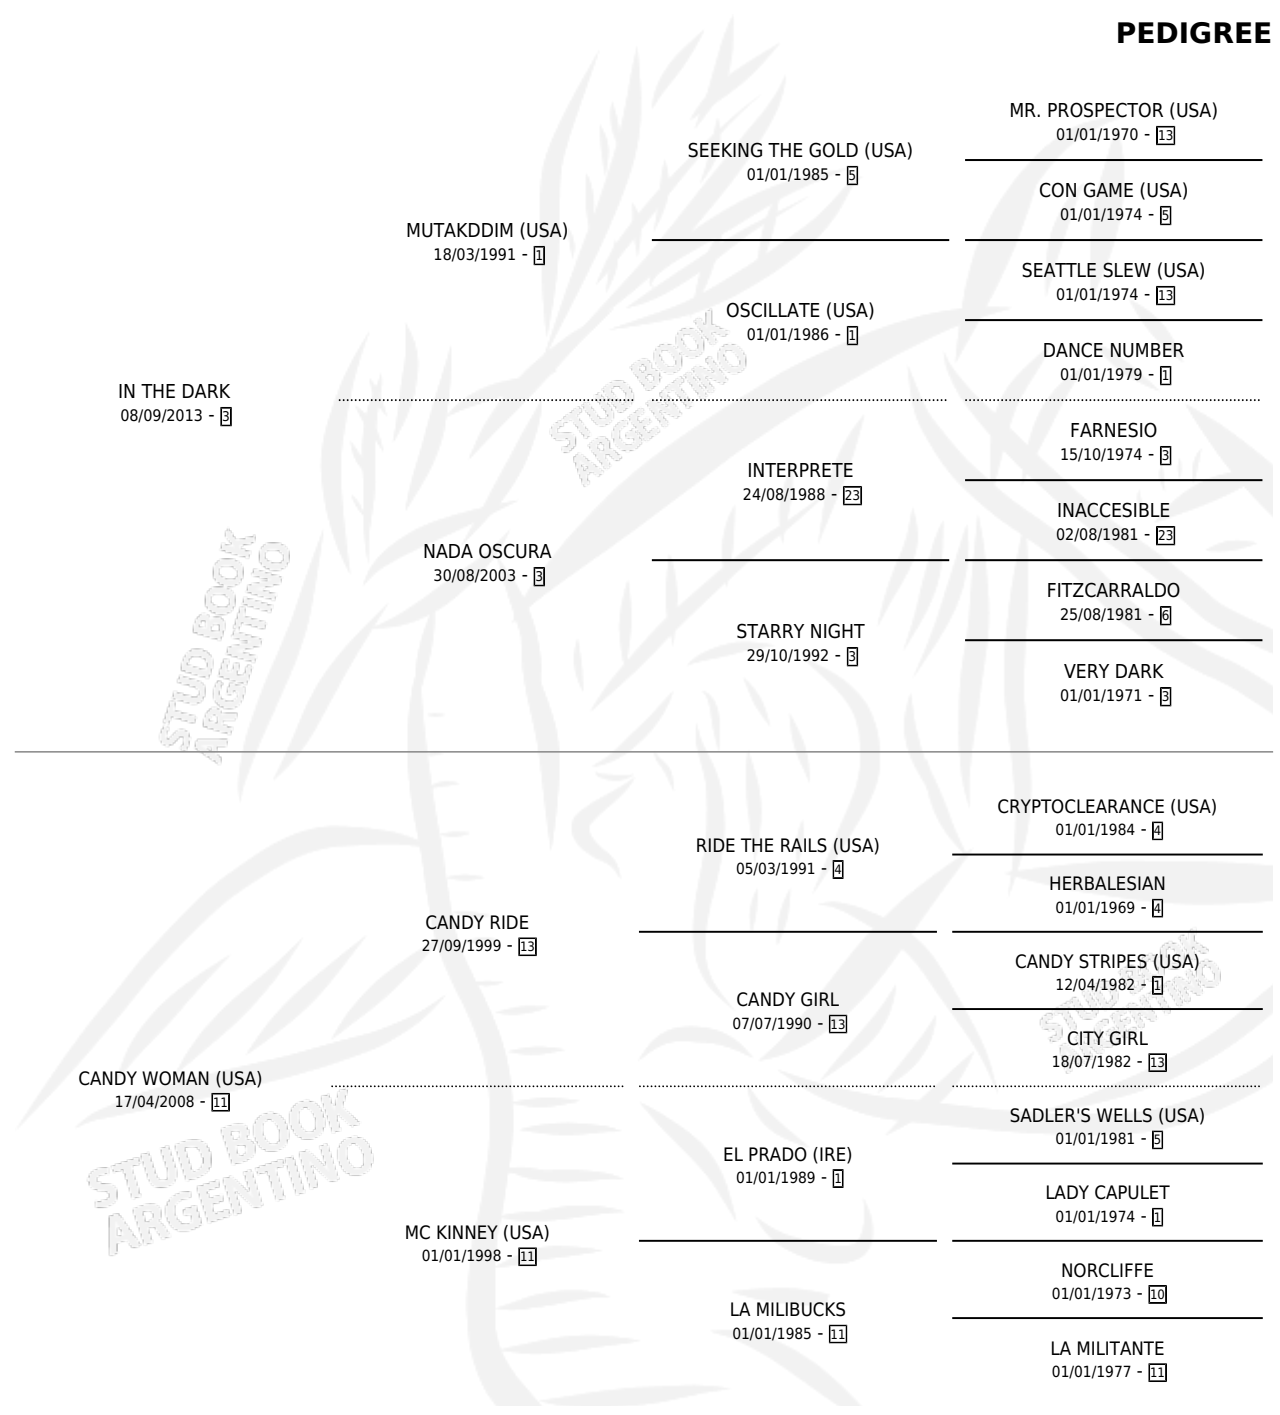 PEDIGREE
MR. PROSPECTOR (USA)
01/01/1970 - 13
SEEKING THE GOLD (USA)
01/01/1985 - 5
CON GAME (USA)
01/01/1974 - 5
MUTAKDDIM (USA)
18/03/1991 - 1
SEATTLE SLEW (USA)
01/01/1974 - 13
OSCILLATE (USA)
01/01/1986 - 1
DANCE NUMBER
01/01/1979 - 1
IN THE DARK
08/09/2013 - 3
STUD BOOK
ARGENTINO
FARNESIO
15/10/1974 - 3
INTERPRETE
24/08/1988 - 23
INACCESIBLE
02/08/1981 - 23
NADA OSCURA
30/08/2003 - 3
FITZCARRALDO
25/08/1981 - 6
STARRY NIGHT
29/10/1992 - 3
VERY DARK
01/01/1971 - 3
STUD BOOK
ARGENTINO
CRYPTOCLEARANCE (USA)
01/01/1984 - 4
RIDE THE RAILS (USA)
05/03/1991 - 4
HERBALESIAN
01/01/1969 - 4
CANDY RIDE
27/09/1999 - 13
CANDY STRIPES (USA)
12/04/1982 - 1
CANDY GIRL
07/07/1990 - 13
STUD BOOK
ARGENTINO
CITY GIRL
18/07/1982 - 13
CANDY WOMAN (USA)
17/04/2008 - 11
SADLER'S WELLS (USA)
01/01/1981 - 5
EL PRADO (IRE)
01/01/1989 - 1
STUD BOOK
ARGENTINO
LADY CAPULET
01/01/1974 - 1
MC KINNEY (USA)
01/01/1998 - 11
NORCLIFFE
01/01/1973 - 10
LA MILIBUCKS
01/01/1985 - 11
LA MILITANTE
01/01/1977 - 11